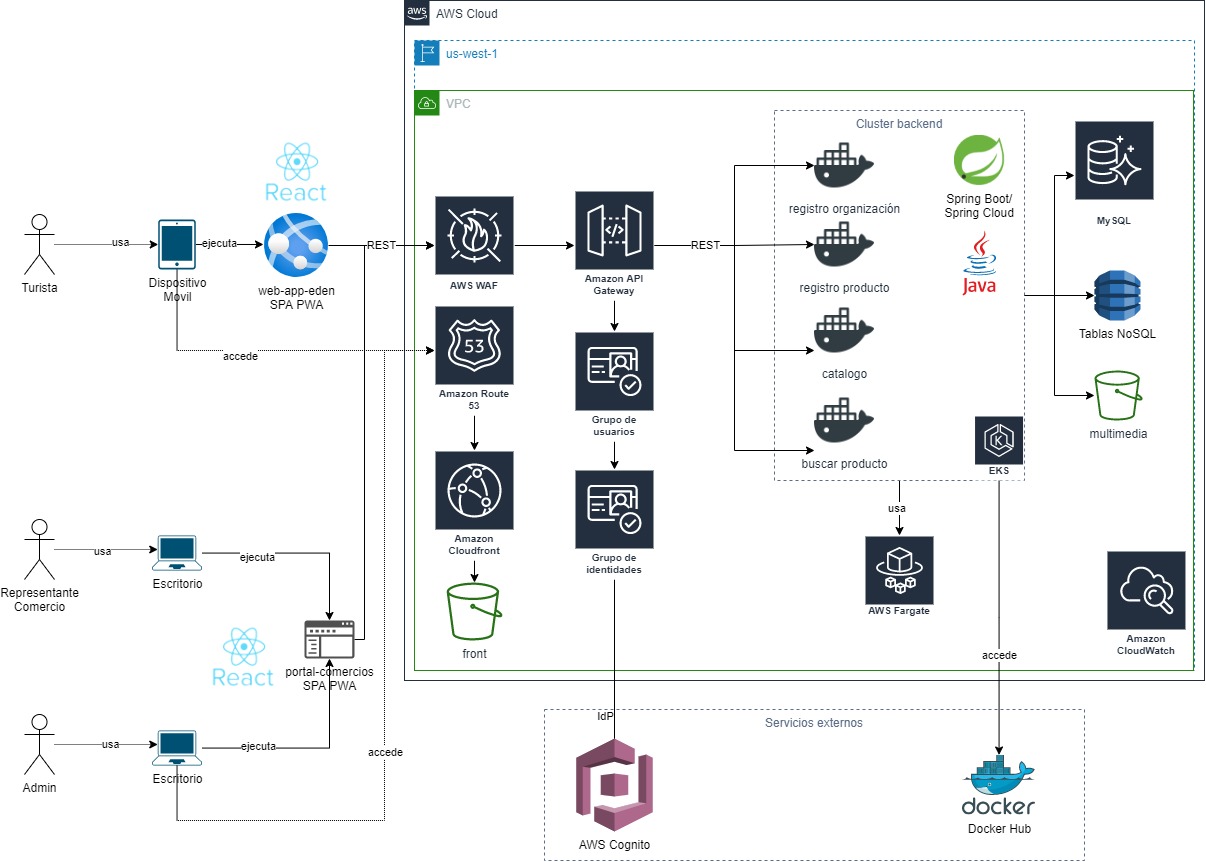 aws
AWS Cloud
us-west-1
VPC
Cluster backend
React
Spring Boot/
Spring Cloud
registro organización
MySQL
Turista
usa
Dispositivo
Movil
ejecuta
web-app-eden
SPA PWA
REST
AWS WAF
Amazon API
Gateway
REST
registro producto
Java
Tablas NoSQL
accede
53
Amazon Route
53
Grupo de
usuarios
catalogo
multimedia
buscar producto
K
EKS
usa
Amazon
Cloudfront
Grupo de
identidades
AWS Fargate
front
Representante
Comercio
usa
Escritorio
ejecuta
React
portal-comercios
SPA PWA
Amazon
CloudWatch
accede
Admin
usa
Escritorio
ejecuta
accede
IdP
Servicios externos
AWS Cognito
docker
Docker Hub